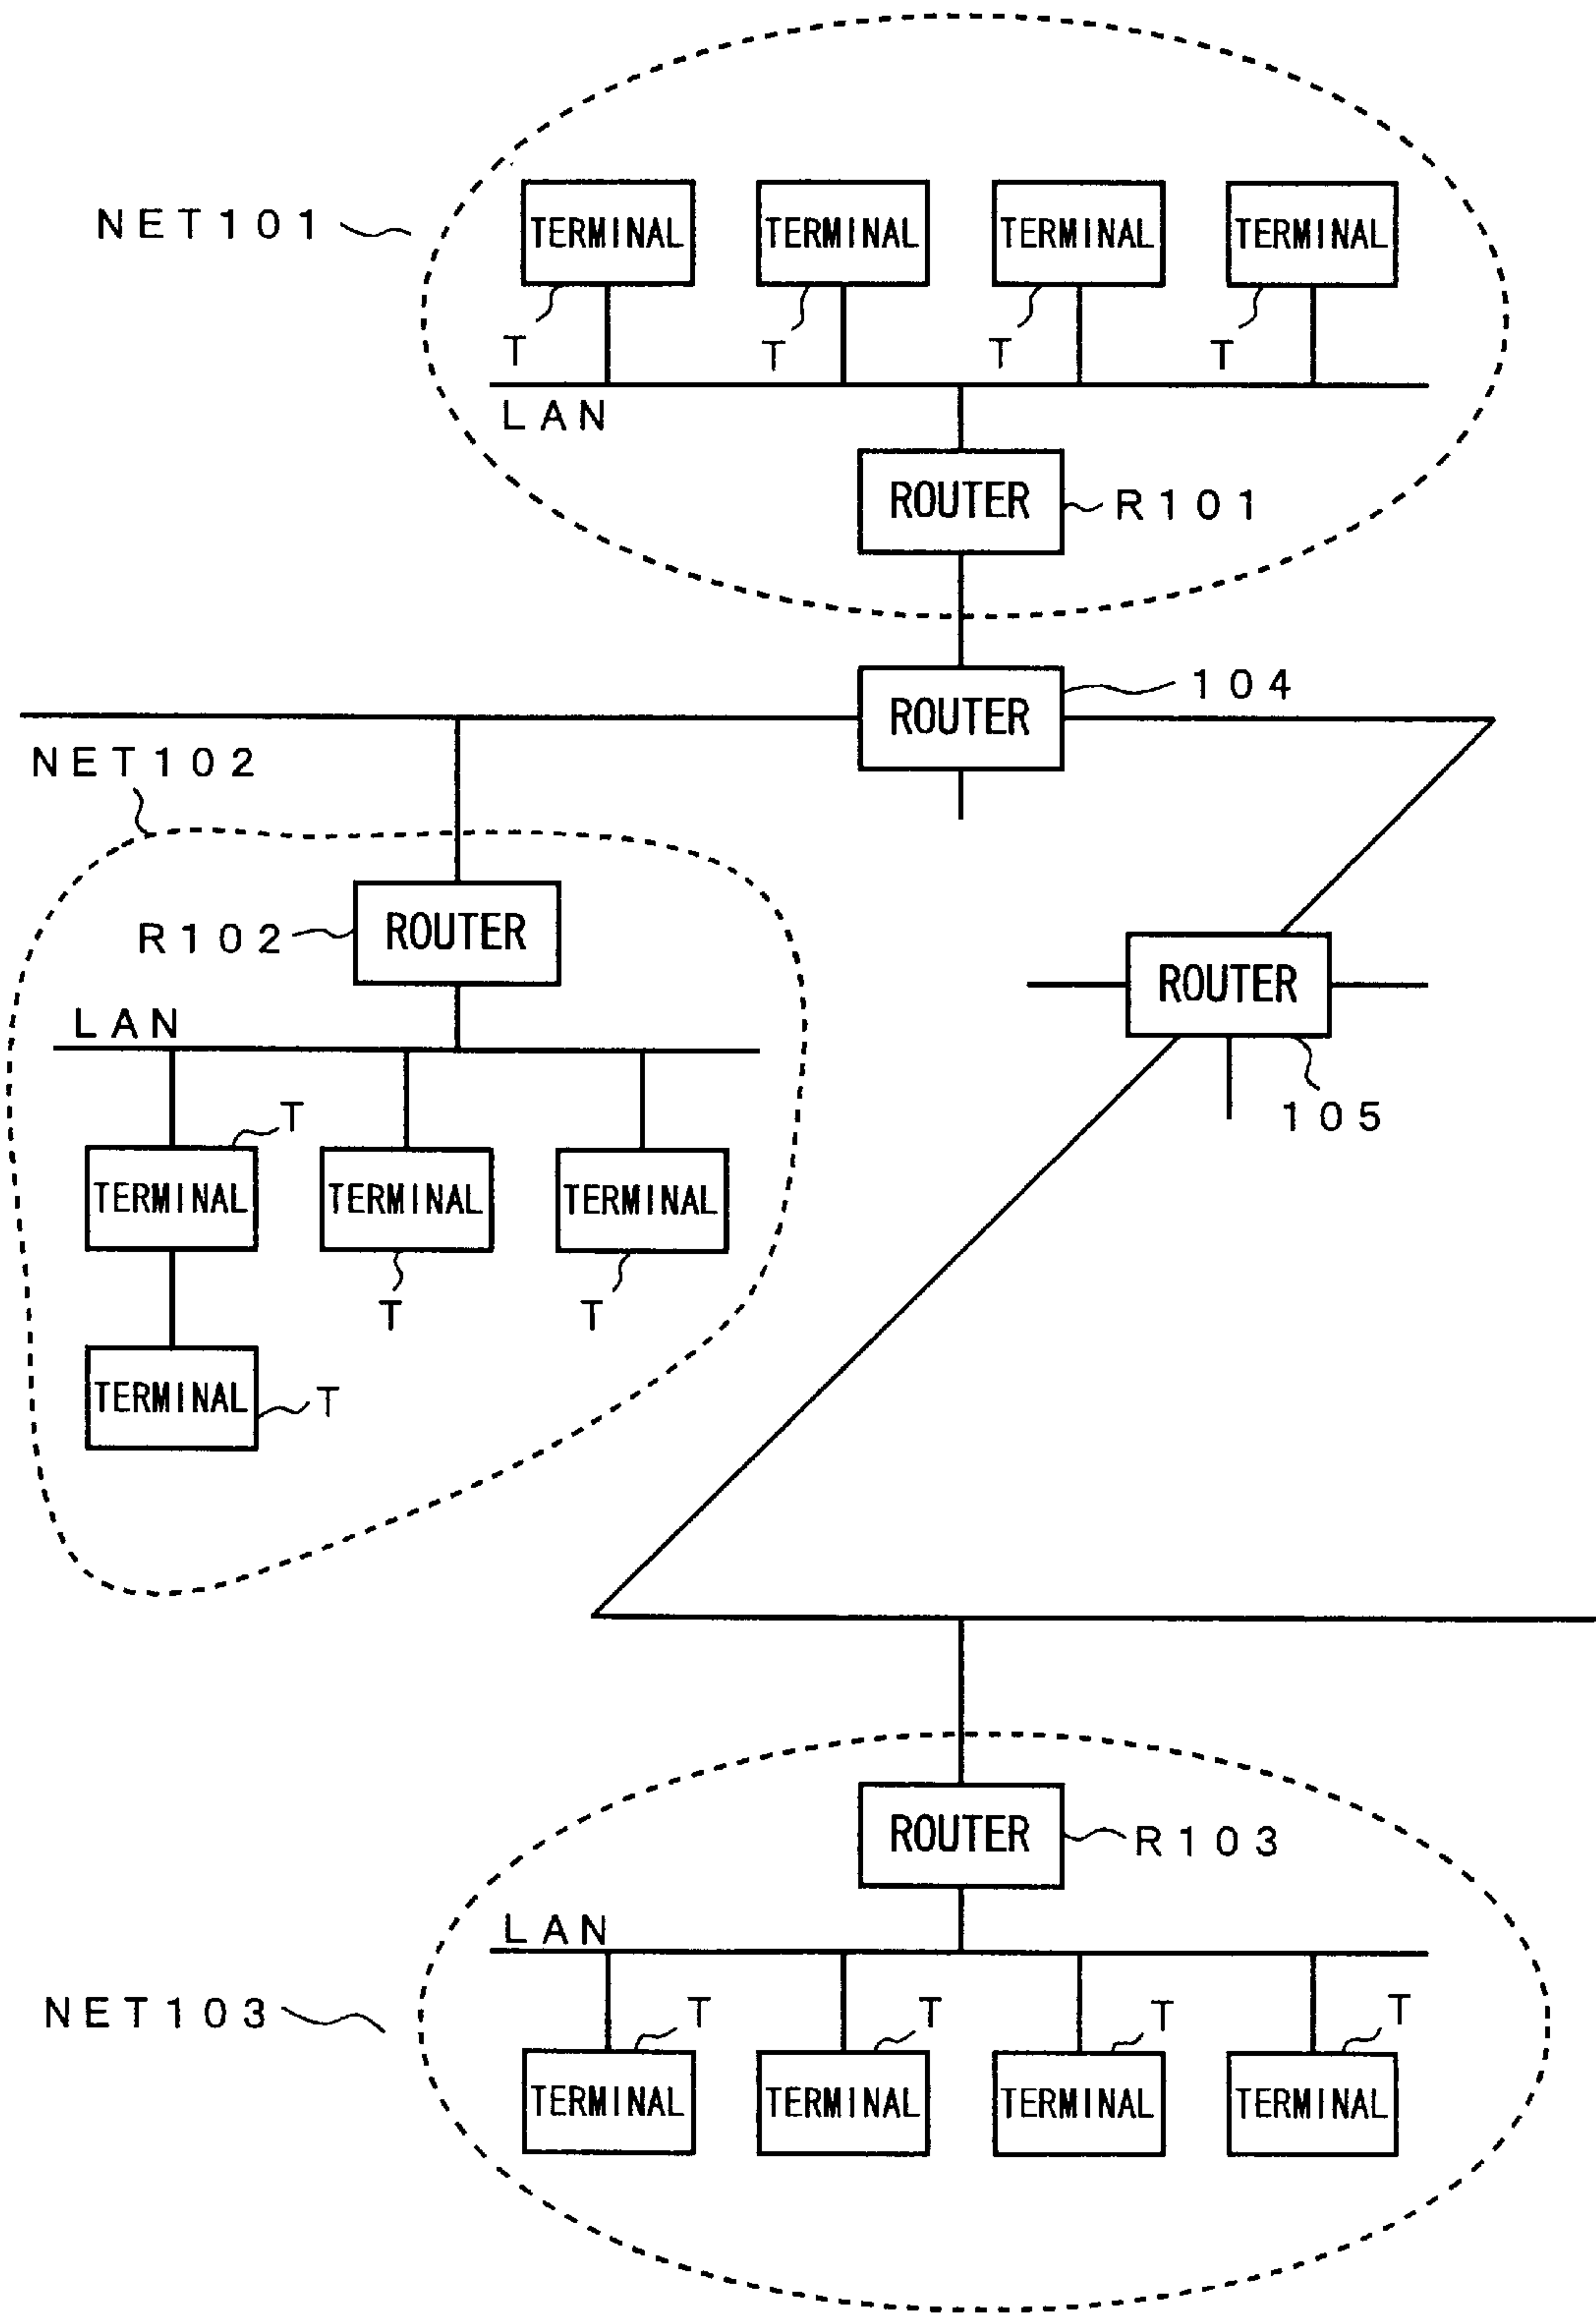 NET101
TERMINAL TERMINAL TERMINAL TERMINAL
T T T T
LAN
ROUTER R101
ROUTER 104
NET102
R102 ROUTER
ROUTER
LAN
105
T
TERMINAL TERMINAL TERMINAL
T T
TERMINAL T
ROUTER R103
LAN
NET103 T T T T
TERMINAL TERMINAL TERMINAL TERMINAL